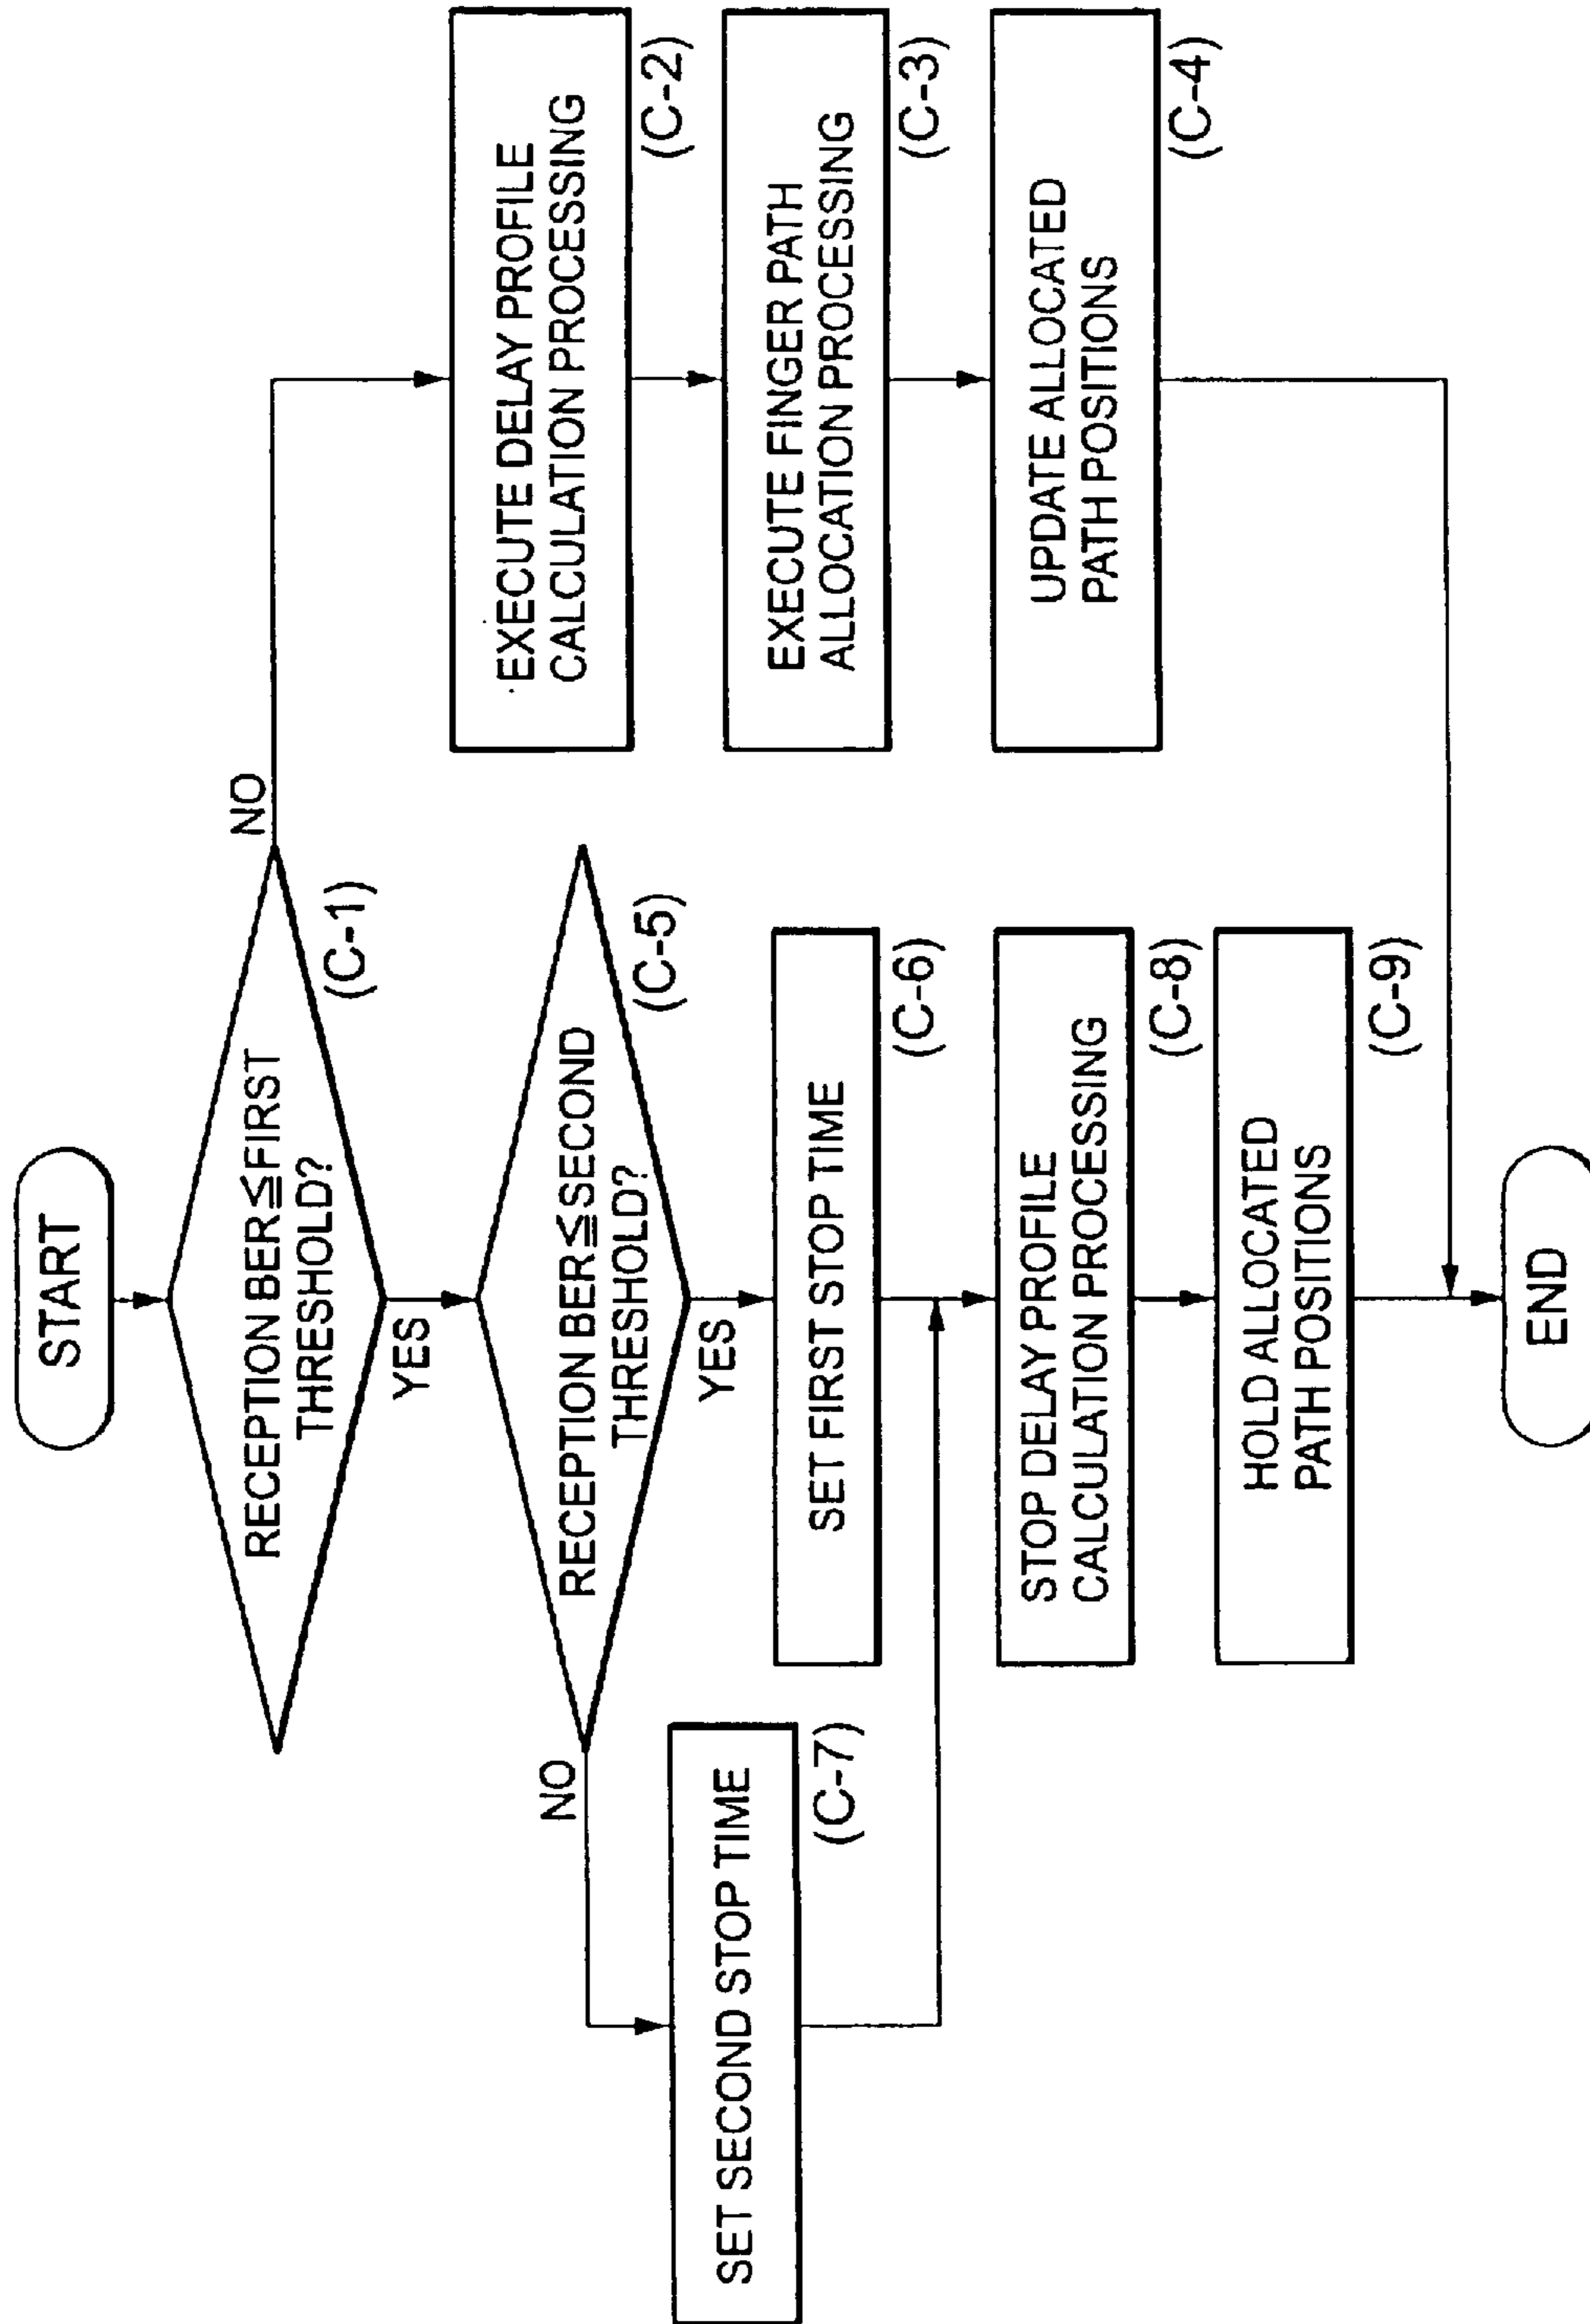 START
RECEPTION BER≦FIRST
THRESHOLD?
(C-1)
NO
YES
EXECUTE DELAY PROFILE
CALCULATION PROCESSING
(C-2)
EXECUTE FINGER PATH
ALLOCATION PROCESSING
(C-3)
UPDATE ALLOCATED
PATH POSITIONS
(C-4)
RECEPTION BER≦SECOND
THRESHOLD?
(C-5)
NO
YES
SET SECOND STOP TIME
(C-7)
SET FIRST STOP TIME
(C-6)
STOP DELAY PROFILE
CALCULATION PROCESSING
(C-8)
HOLD ALLOCATED
PATH POSITIONS
(C-9)
END